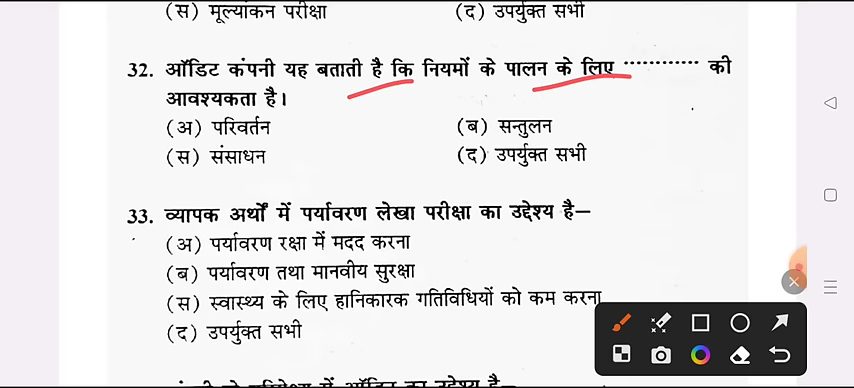 (स) मूल्यांकन परीक्षा (द) उपर्युक्त सभी
32. ऑडिट कंपनी यह बताती है कि नियमों के पालन के लिए ............ की
आवश्यकता है।
(अ) परिवर्तन (ब) सन्तुलन
(स) संसाधन (द) उपर्युक्त सभी
33. व्यापक अर्थों में पर्यावरण लेखा परीक्षा का उद्देश्य है–
(अ) पर्यावरण रक्षा में मदद करना
(ब) पर्यावरण तथा मानवीय सुरक्षा
(स) स्वास्थ्य के लिए हानिकारक गतिविधियों को कम करना
(द) उपर्युक्त सभी
में ऑडिट का उद्देश्य है–